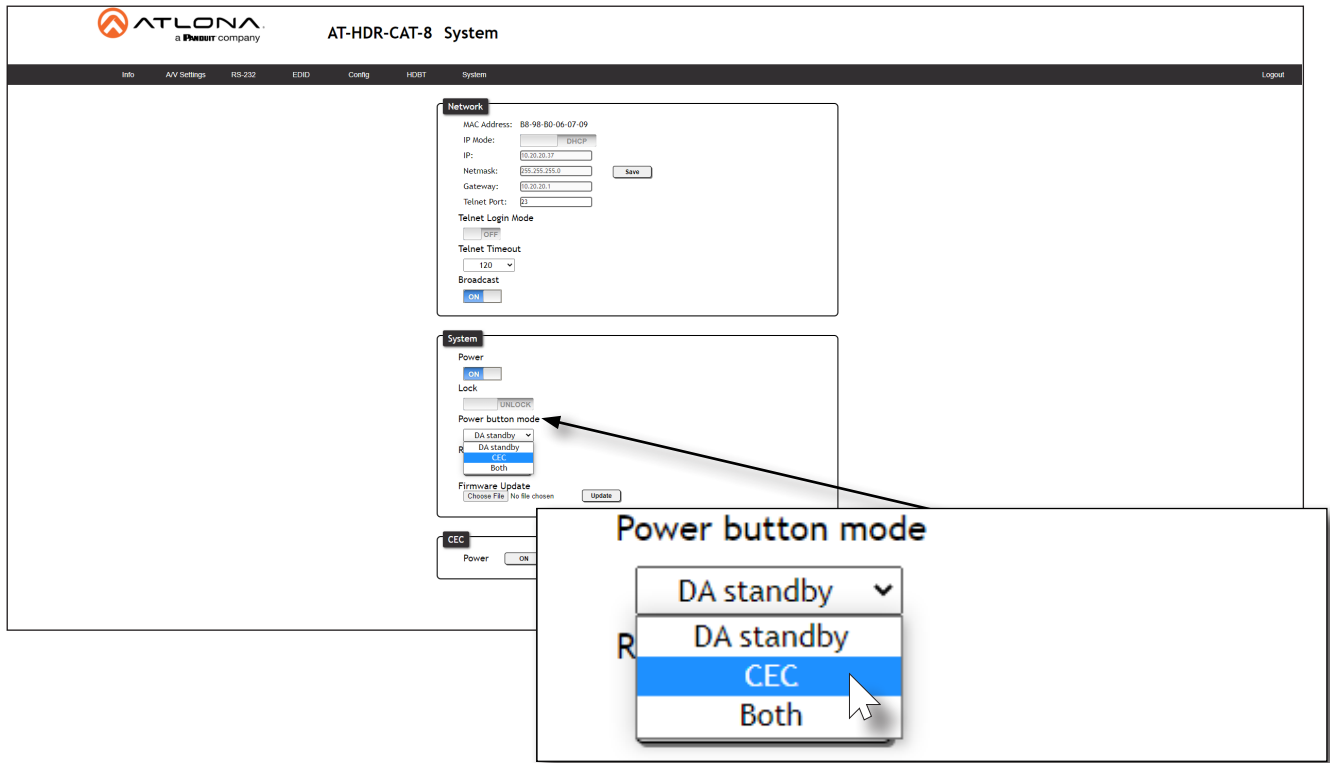 ATLONA.
a PANDUIT company
AT-HDR-CAT-8 System
Info A/V Settings RS-232 EDID Config HDBT System Logout
Network
MAC Address: B8-98-B0-06-07-09
IP Mode: DHCP
IP: 10.20.20.37
Netmask: 255.255.255.0 Save
Gateway: 10.20.20.1
Telnet Port: 23
Telnet Login Mode
OFF
Telnet Timeout
120
Broadcast
ON
System
Power
ON
Lock
UNLOCK
Power button mode
DA standby
DA standby
R
CEC
Both
Firmware Update
Choose File No file chosen Update
CEC
Power ON
Power button mode
DA standby
R DA standby
CEC
Both